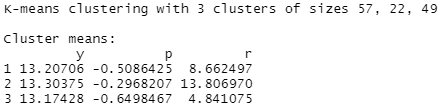 K-means clustering with 3 clusters of sizes 57, 22, 49
Cluster means:
y p r
1 13.20706 -0.5086425 8.662497
2 13.30375 -0.2968207 13.806970
3 13.17428 -0.6498467 4.841075